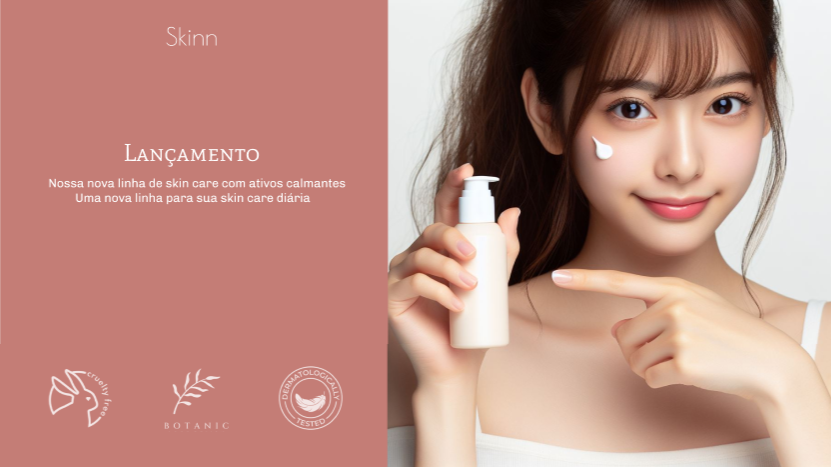 Skinn
Lançamento
Nossa nova linha de skin care com ativos calmantes
Uma nova linha para sua skin care diária
cruelty free
BOTANIC
DERMATOLOGICALLY
TESTED